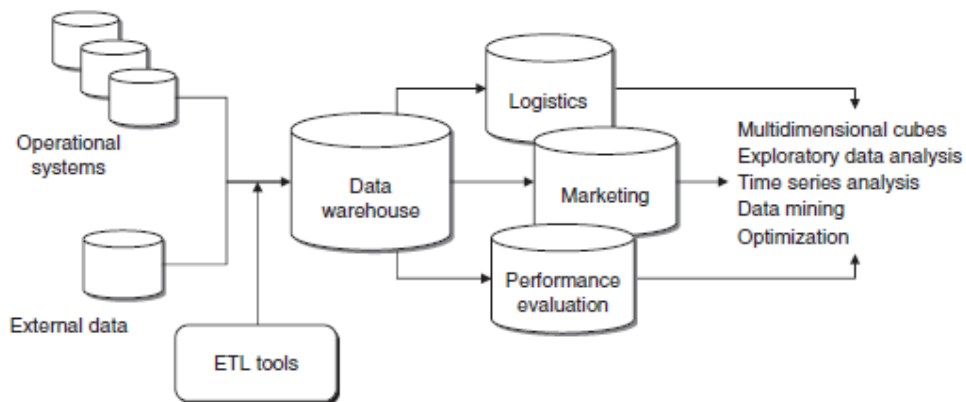 Operational
systems
External data
ETL tools
Data
warehouse
Logistics
Marketing
Performance
evaluation
Multidimensional cubes
Exploratory data analysis
Time series analysis
Data mining
Optimization